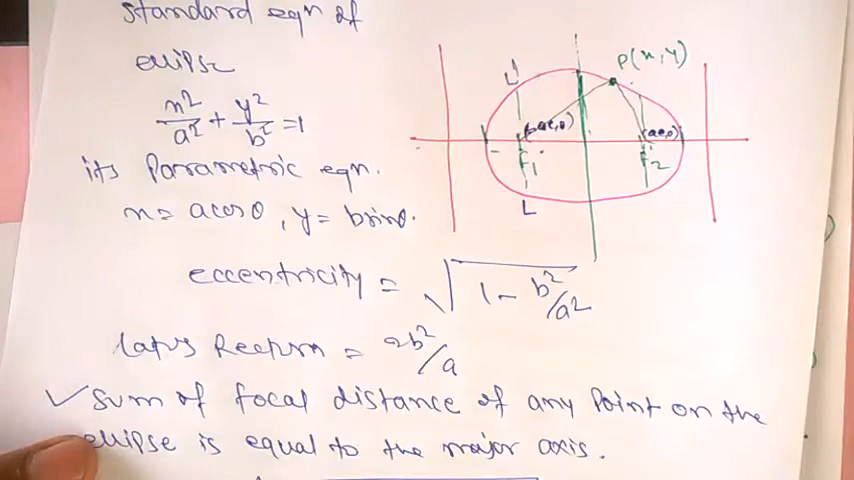 standard eqn of
ellipse
x²/a² + y²/b² = 1
its Parametric eqn.
x = a cos θ , y = b sin θ.
eccentricity = √(1 - b²/a²)
Latus Rectum = 2b²/a
✓ sum of focal distance of any Point on the
ellipse is equal to the major axis.
P(x, y)
L'
(-ae, 0)
(ae, 0)
F1
F2
L